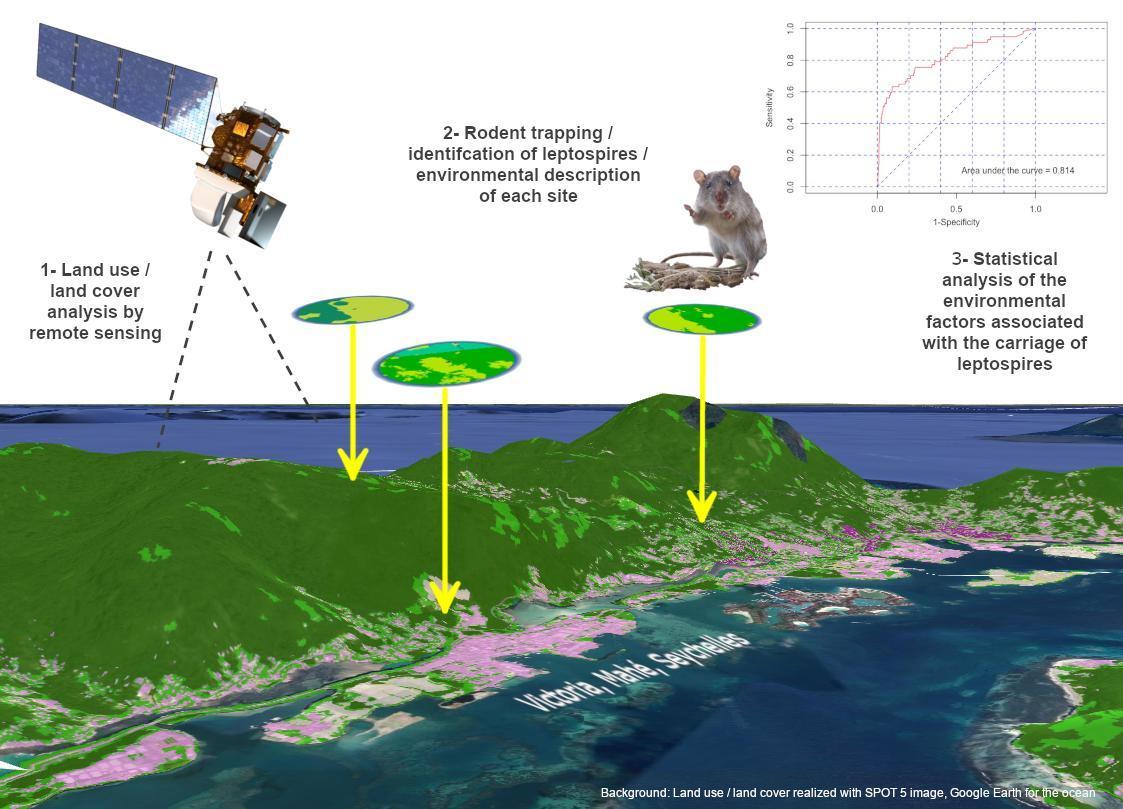 2- Rodent trapping /
identifcation of leptospires /
environmental description
of each site
1- Land use /
land cover
analysis by
remote sensing
Sensitivity
1.0
0.8
0.6
0.4
0.2
0.0
Area under the curve = 0.814
0.0 0.5 1.0
1-Specificity
3- Statistical
analysis of the
environmental
factors associated
with the carriage of
leptospires
Victoria, Mahé, Seychelles
Background: Land use / land cover realized with SPOT 5 image, Google Earth for the ocean